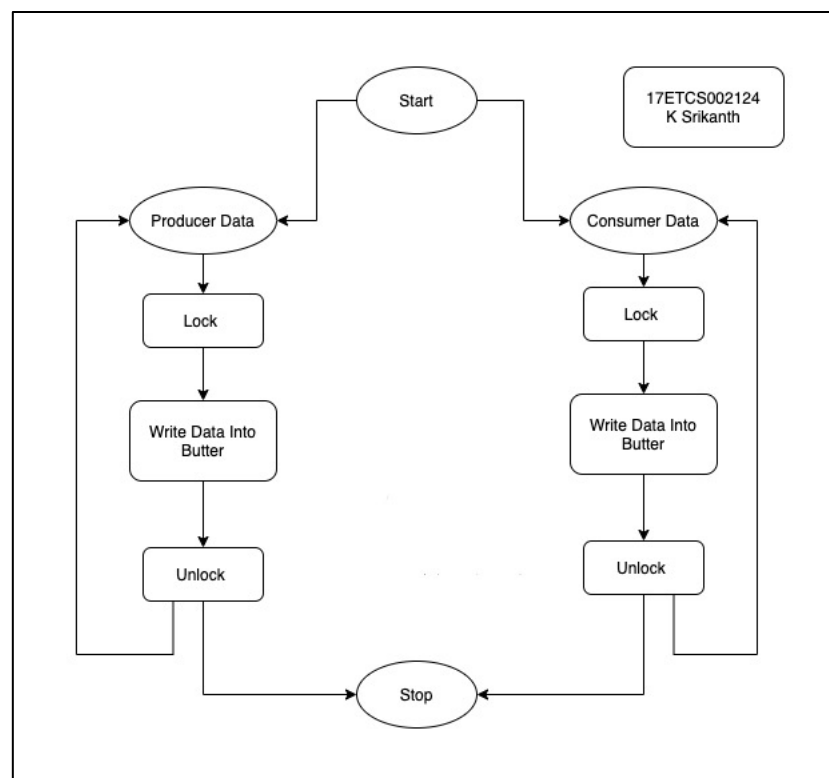 Start
17ETCS002124
K Srikanth
Producer Data
Consumer Data
Lock
Lock
Write Data Into
Butter
Write Data Into
Butter
Unlock
Unlock
Stop